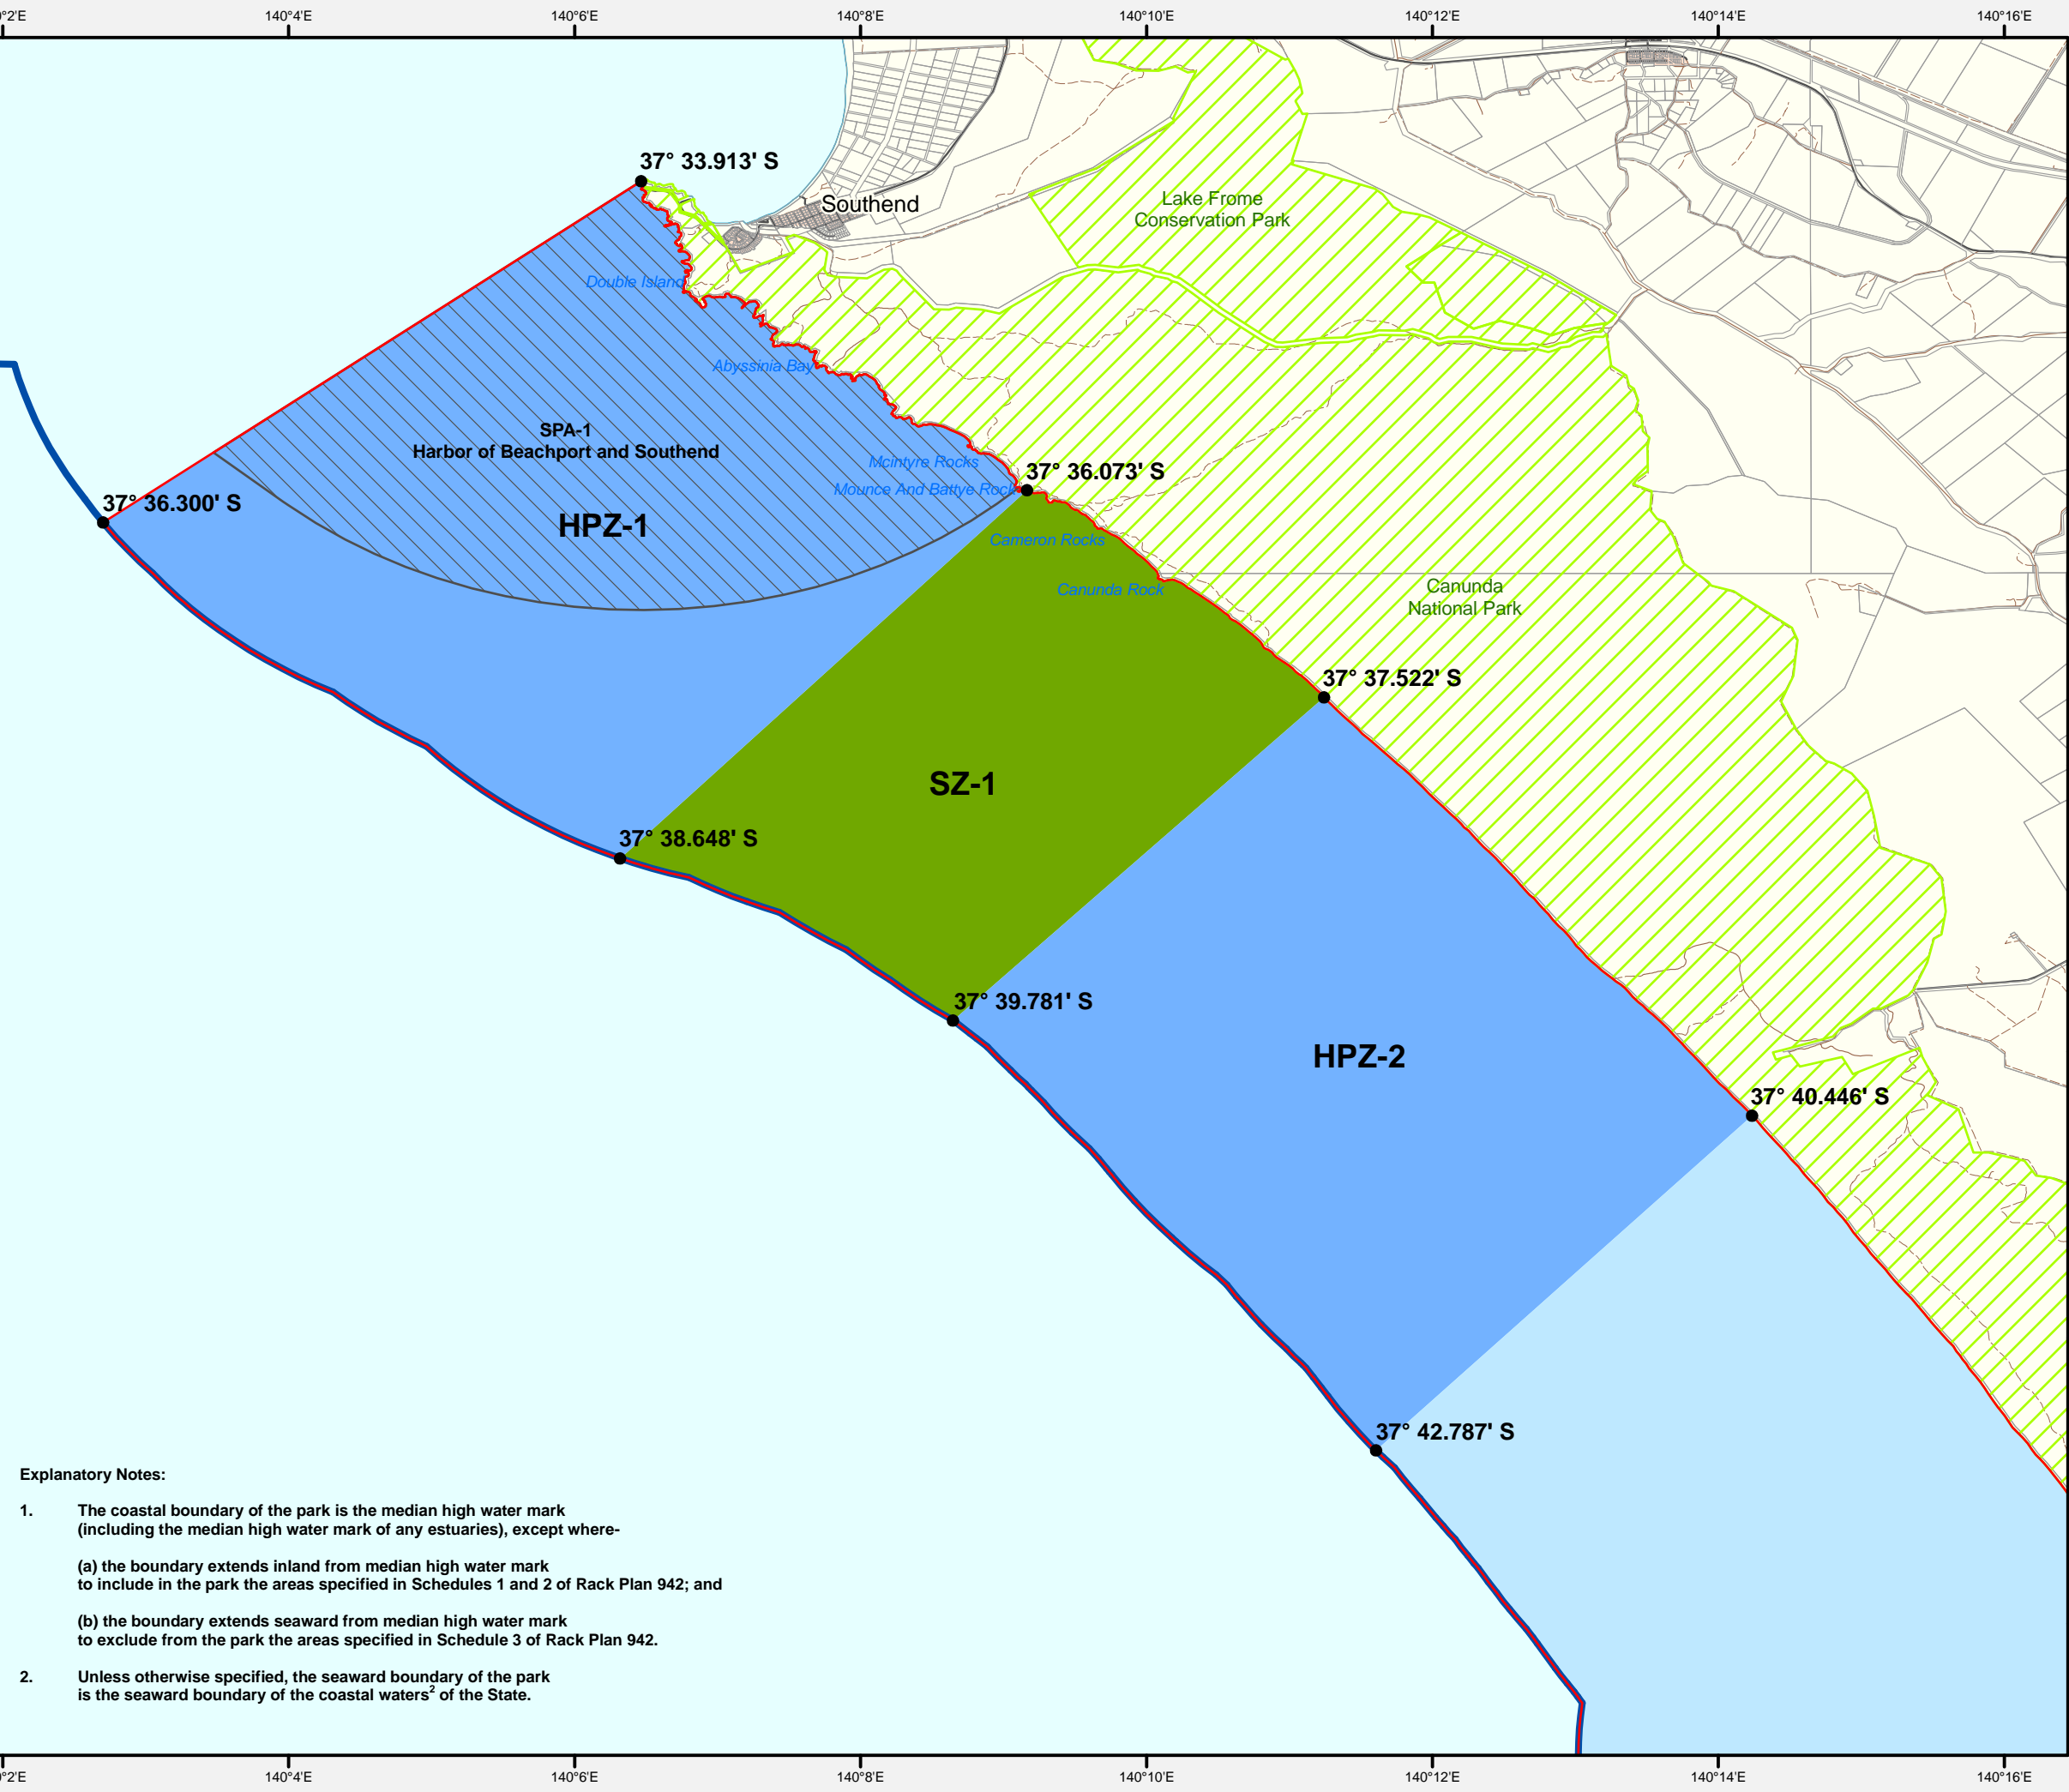 °2'E 140°4'E 140°6'E 140°8'E 140°10'E 140°12'E 140°14'E 140°16'E
37° 33.913' S
Southend
Lake Frome
Conservation Park
Double Island
Abyssinia Bay
SPA-1
Harbor of Beachport and Southend
Mcintyre Rocks
37° 36.073' S
Mounce And Battye Rock
37° 36.300' S
HPZ-1
Cameron Rocks
Canunda Rock
Canunda
National Park
37° 37.522' S
SZ-1
37° 38.648' S
37° 39.781' S
HPZ-2
37° 40.446' S
37° 42.787' S
Explanatory Notes:
1. The coastal boundary of the park is the median high water mark
(including the median high water mark of any estuaries), except where-
(a) the boundary extends inland from median high water mark
to include in the park the areas specified in Schedules 1 and 2 of Rack Plan 942; and
(b) the boundary extends seaward from median high water mark
to exclude from the park the areas specified in Schedule 3 of Rack Plan 942.
2. Unless otherwise specified, the seaward boundary of the park
is the seaward boundary of the coastal waters² of the State.
°2'E 140°4'E 140°6'E 140°8'E 140°10'E 140°12'E 140°14'E 140°16'E